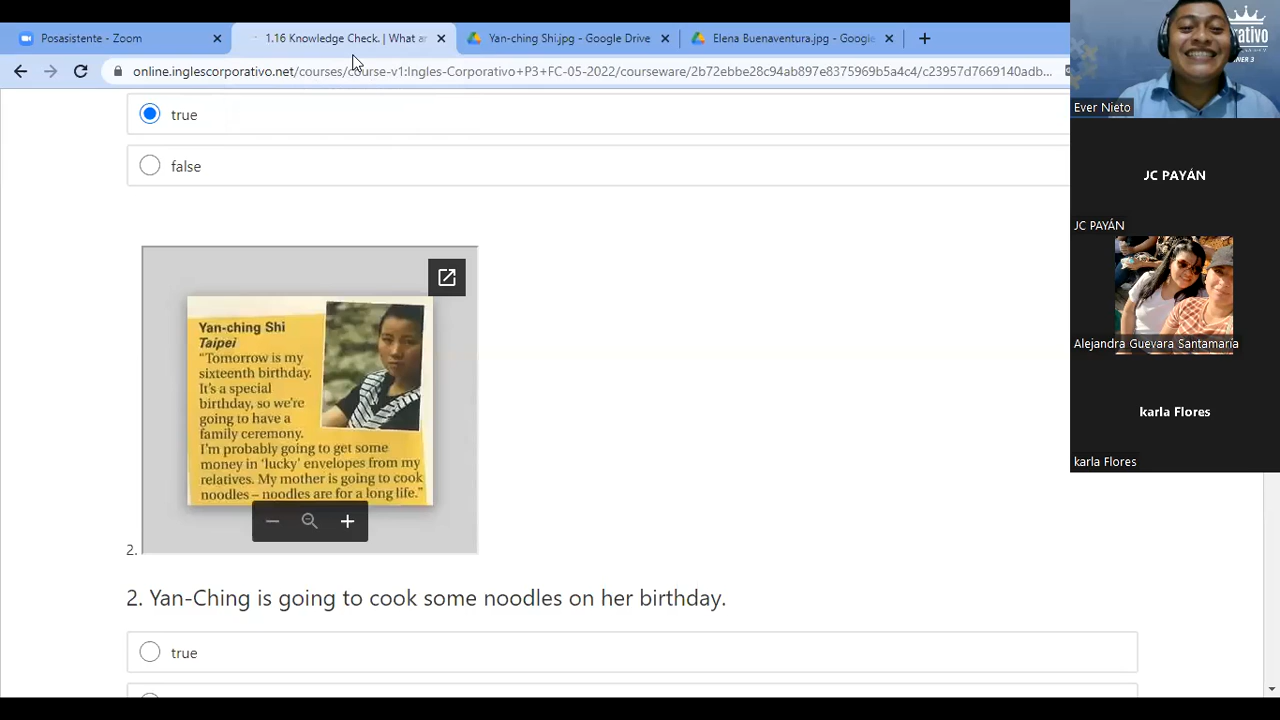 Posasistente - Zoom
1.16 Knowledge Check. | What ar
Yan-ching Shi.jpg - Google Drive
Elena Buenaventura.jpg - Google
online.inglescorporativo.net/courses/
se-v1:Ingles-Corporativo+P3+FC-05-2022/courseware/2b72ebbe28c94ab897e8375969b5a4c4/c23957d7669140adb...
true
false
Yan-ching Shi
Taipei
"Tomorrow is my
sixteenth birthday.
It's a special
birthday, so we're
going to have a
family ceremony.
I'm probably going to get some
money in 'lucky' envelopes from my
relatives. My mother is going to cook
noodles – noodles are for a long life."
2.
2. Yan-Ching is going to cook some noodles on her birthday.
true
rativo
NER 3
Ever Nieto
JC PAYÁN
JC PAYÁN
Alejandra Guevara Santamaría
karla Flores
karla Flores